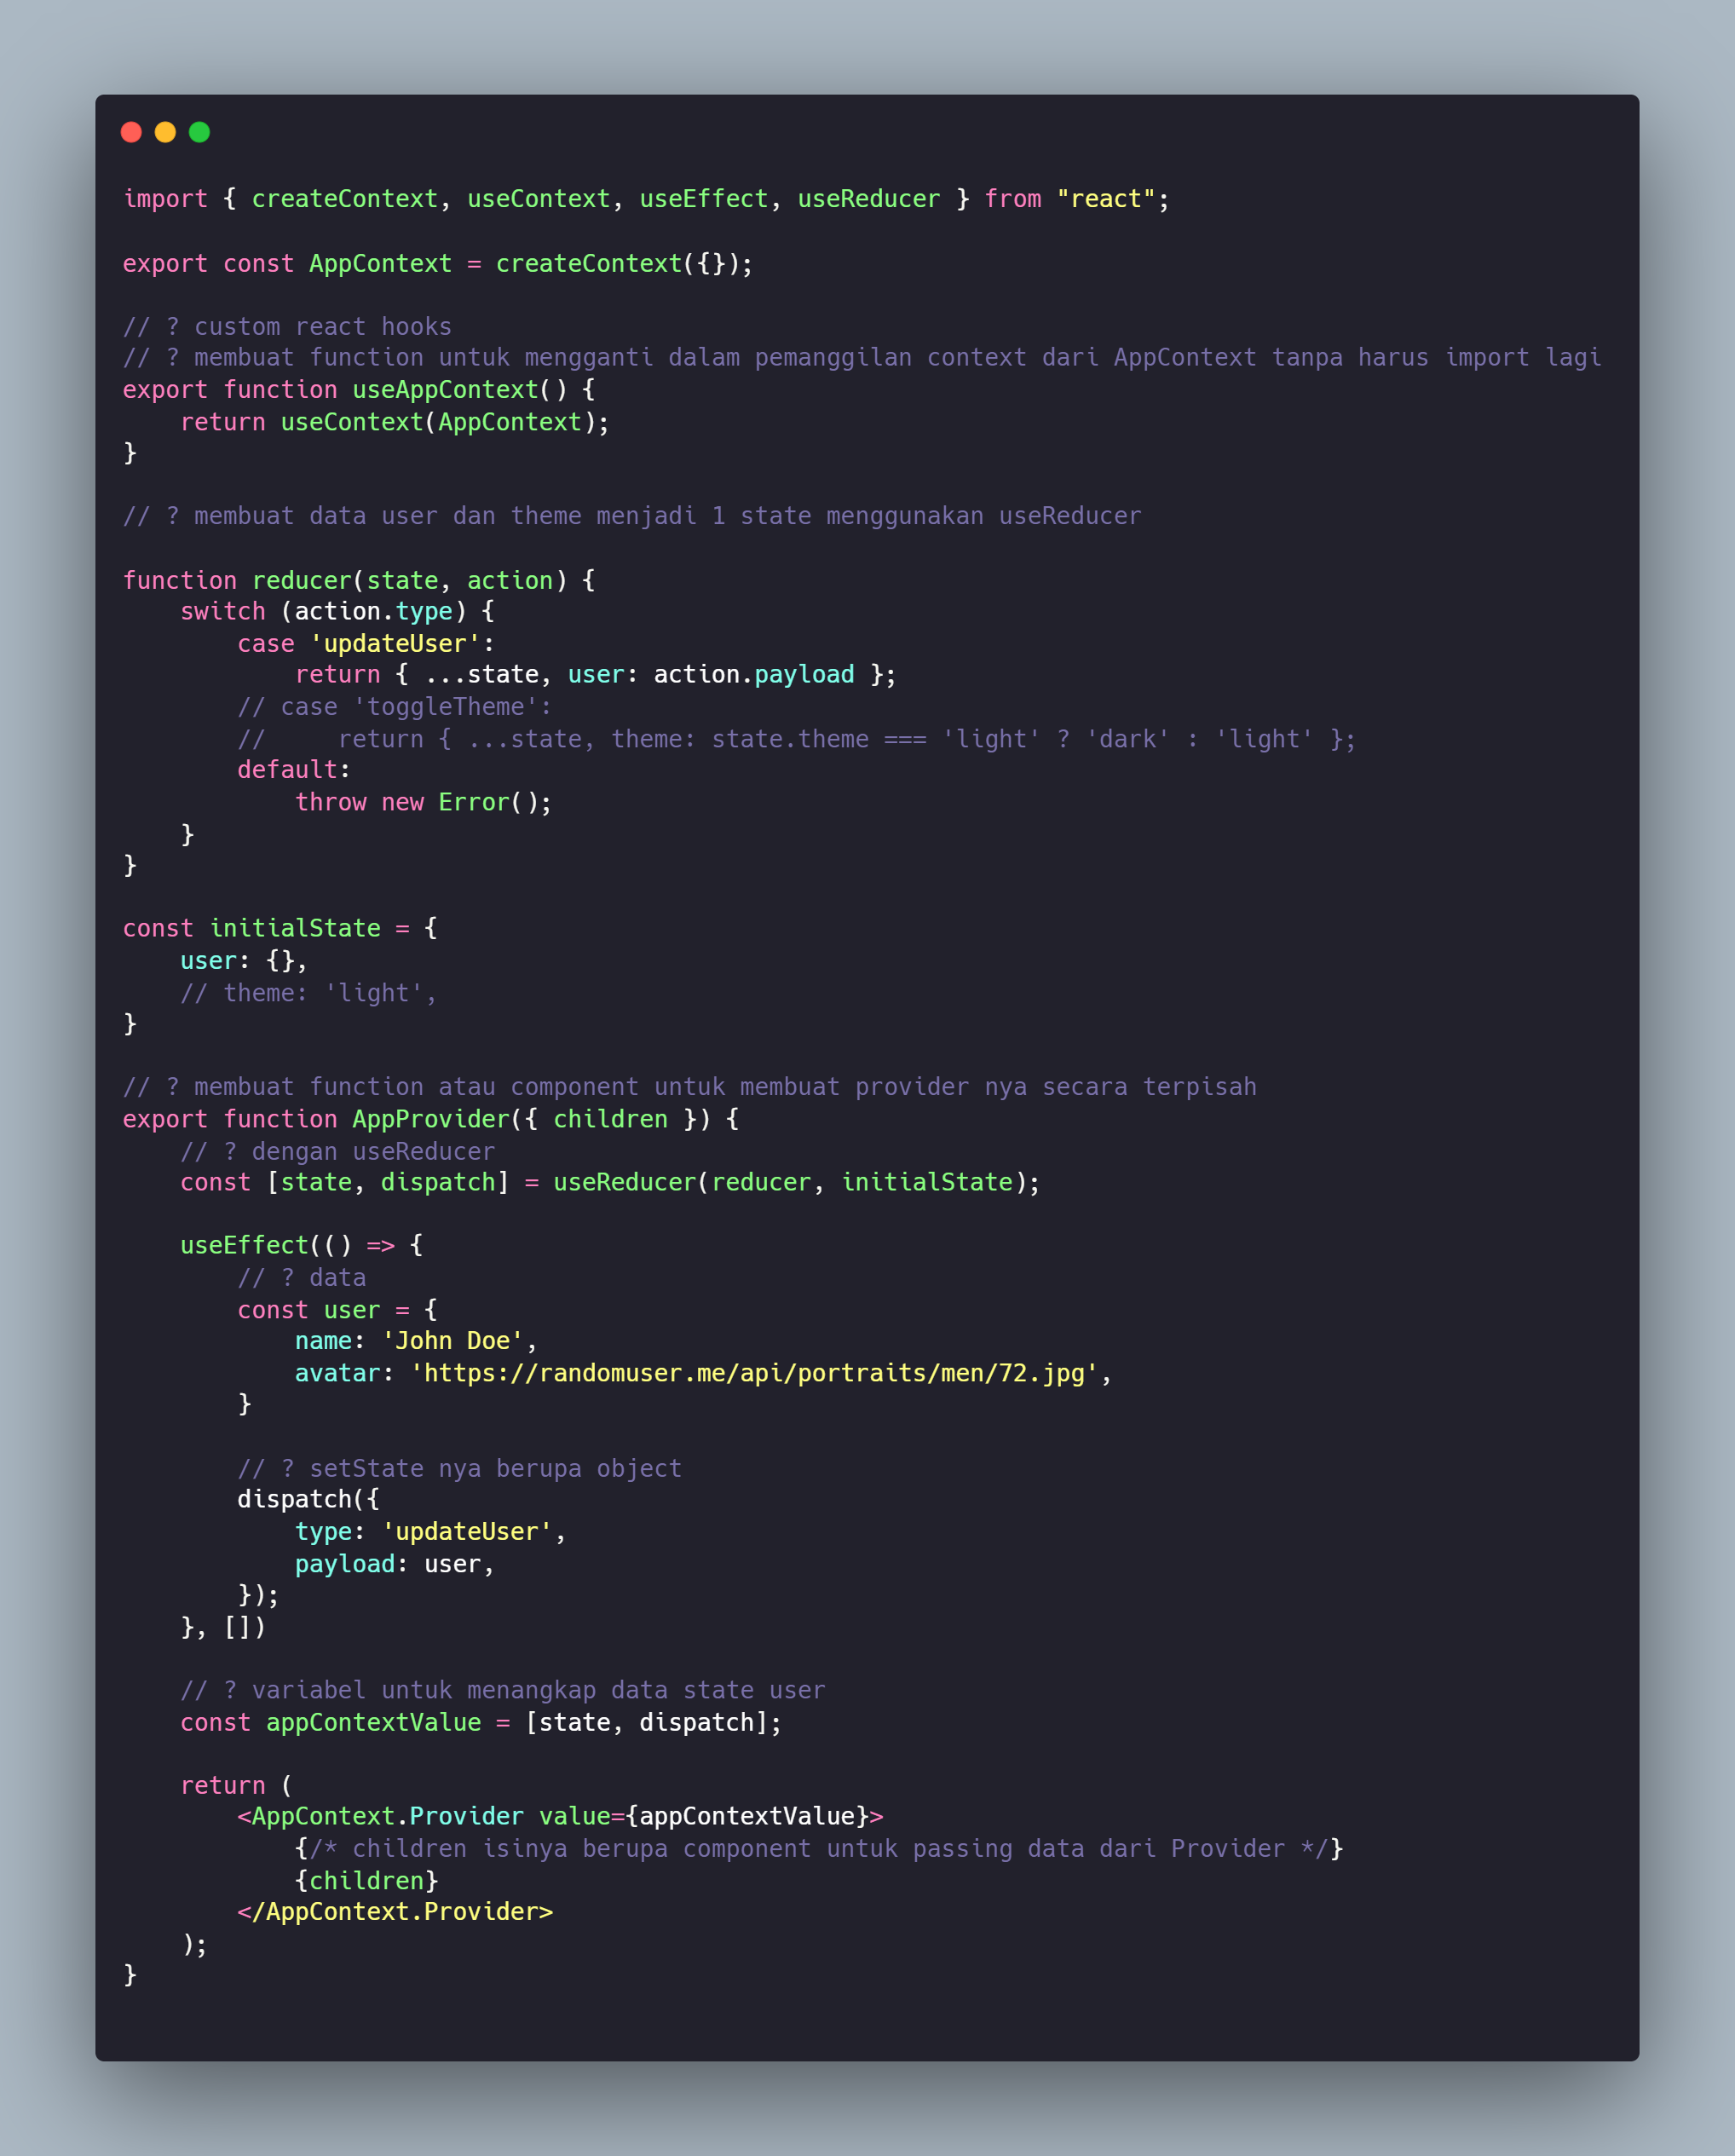 import { createContext, useContext, useEffect, useReducer } from "react";

export const AppContext = createContext({});

// ? custom react hooks
// ? membuat function untuk mengganti dalam pemanggilan context dari AppContext tanpa harus import lagi
export function useAppContext() {
    return useContext(AppContext);
}

// ? membuat data user dan theme menjadi 1 state menggunakan useReducer

function reducer(state, action) {
    switch (action.type) {
        case 'updateUser':
            return { ...state, user: action.payload };
        // case 'toggleTheme':
        //     return { ...state, theme: state.theme === 'light' ? 'dark' : 'light' };
        default:
            throw new Error();
    }
}

const initialState = {
    user: {},
    // theme: 'light',
}

// ? membuat function atau component untuk membuat provider nya secara terpisah
export function AppProvider({ children }) {
    // ? dengan useReducer
    const [state, dispatch] = useReducer(reducer, initialState);

    useEffect(() => {
        // ? data
        const user = {
            name: 'John Doe',
            avatar: 'https://randomuser.me/api/portraits/men/72.jpg',
        }

        // ? setState nya berupa object
        dispatch({
            type: 'updateUser',
            payload: user,
        });
    }, [])

    // ? variabel untuk menangkap data state user
    const appContextValue = [state, dispatch];

    return (
        <AppContext.Provider value={appContextValue}>
            {/* children isinya berupa component untuk passing data dari Provider */}
            {children}
        </AppContext.Provider>
    );
}